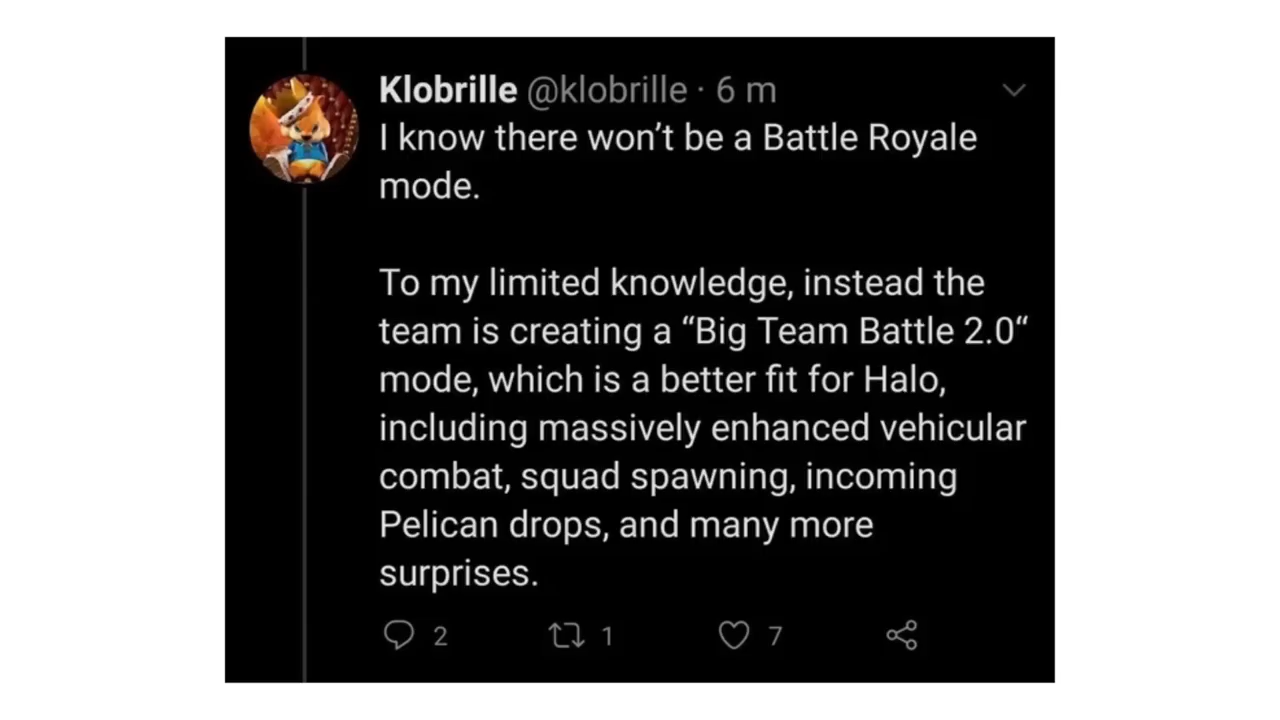 Klobrille @klobrille · 6 m
I know there won’t be a Battle Royale
mode.
To my limited knowledge, instead the
team is creating a “Big Team Battle 2.0“
mode, which is a better fit for Halo,
including massively enhanced vehicular
combat, squad spawning, incoming
Pelican drops, and many more
surprises.
2 1 7